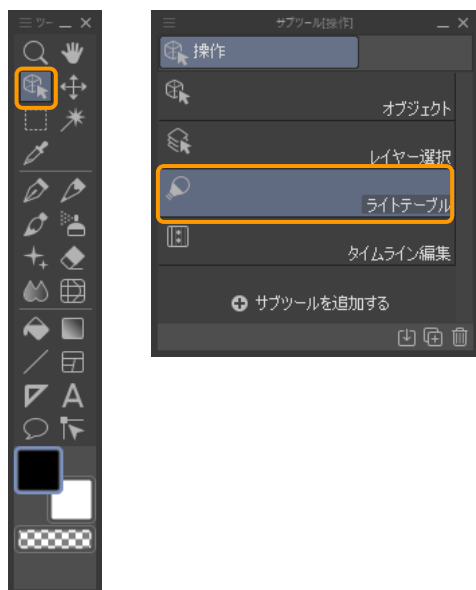 ツー
サブツール[操作]
操作
オブジェクト
レイヤー選択
ライトテーブル
タイムライン編集
サブツールを追加する
A